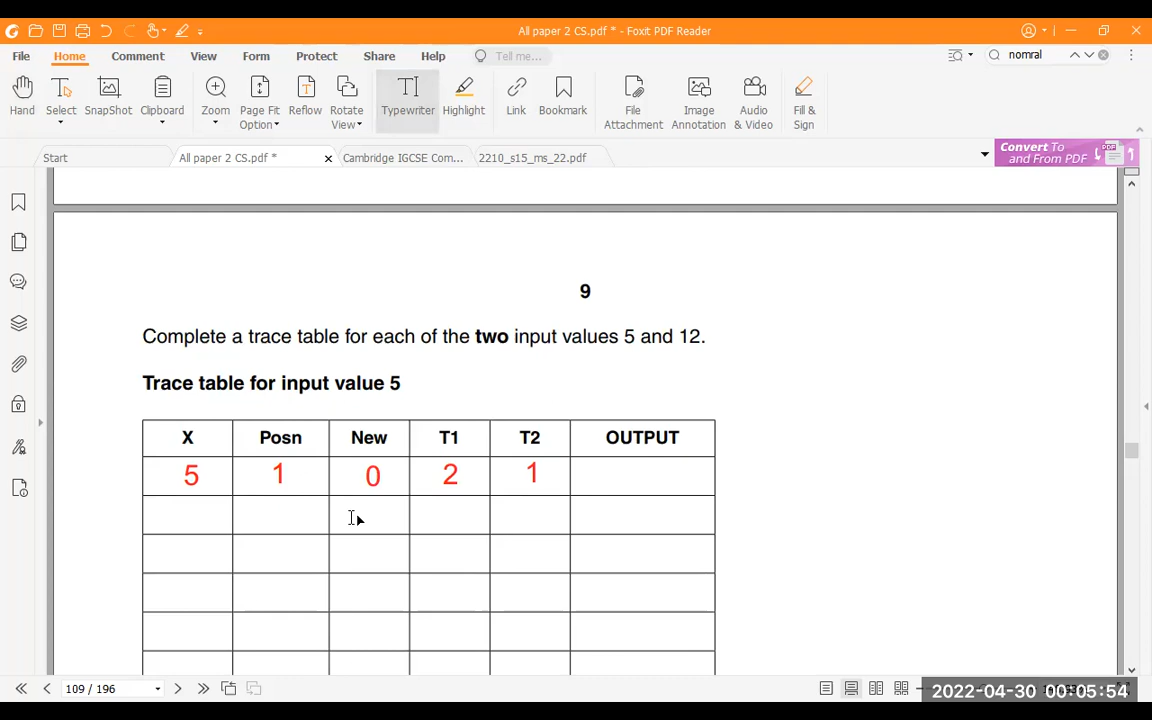 All paper 2 CS.pdf * - Foxit PDF Reader
File Home Comment View Form Protect Share Help Tell me... nomral
Hand Select SnapShot Clipboard Zoom Page Fit Option Reflow Rotate View Typewriter Highlight Link Bookmark File Attachment Image Annotation Audio & Video Fill & Sign
Start All paper 2 CS.pdf * Cambridge IGCSE Com... 2210_s15_ms_22.pdf
Convert To
and From PDF
PDF
9
Complete a trace table for each of the two input values 5 and 12.
Trace table for input value 5
X Posn New T1 T2 OUTPUT
5 1 0 2 1
109 / 196
2022-04-30 00:05:54